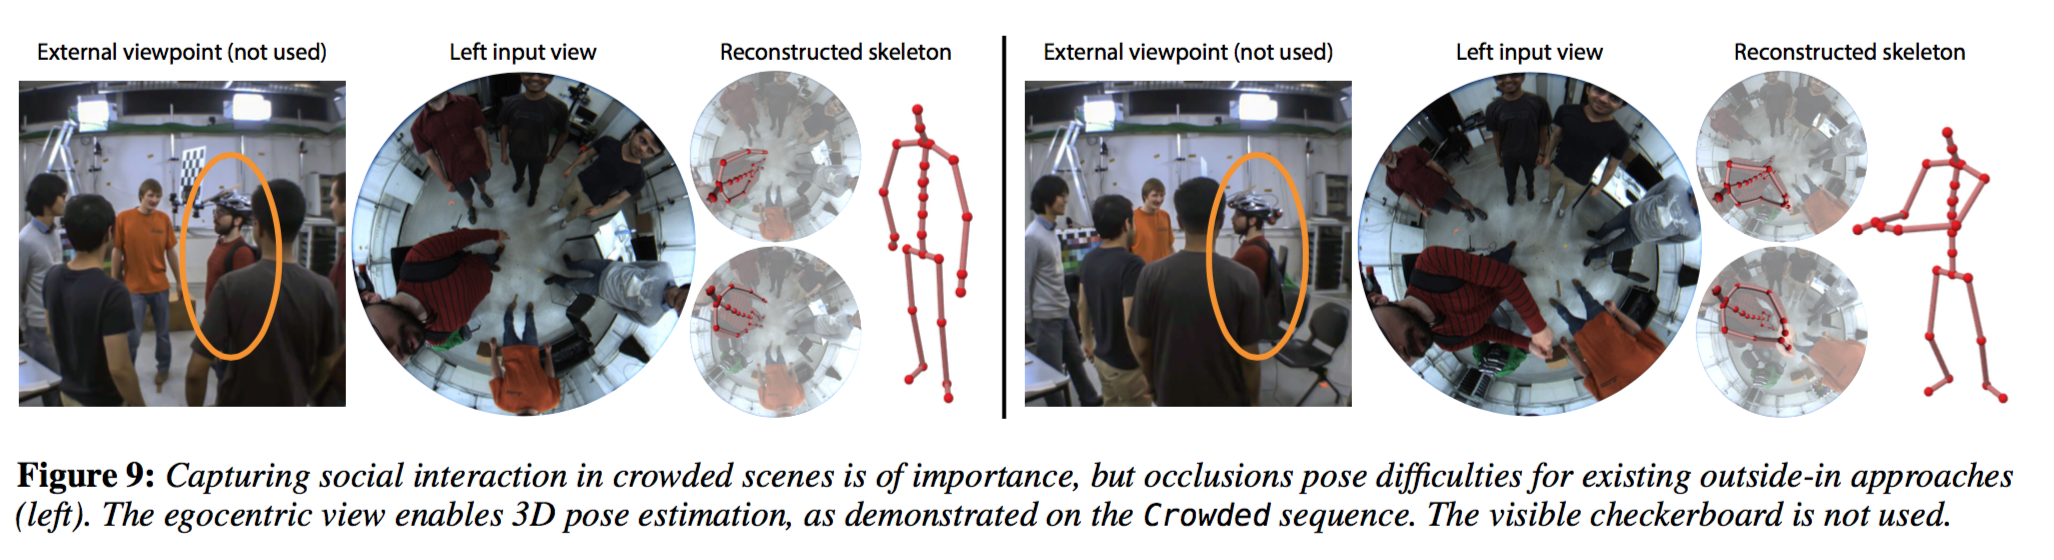 External viewpoint (not used)
Left input view
Reconstructed skeleton
External viewpoint (not used)
Left input view
Reconstructed skeleton
Figure 9: Capturing social interaction in crowded scenes is of importance, but occlusions pose difficulties for existing outside-in approaches
(left). The egocentric view enables 3D pose estimation, as demonstrated on the Crowded sequence. The visible checkerboard is not used.